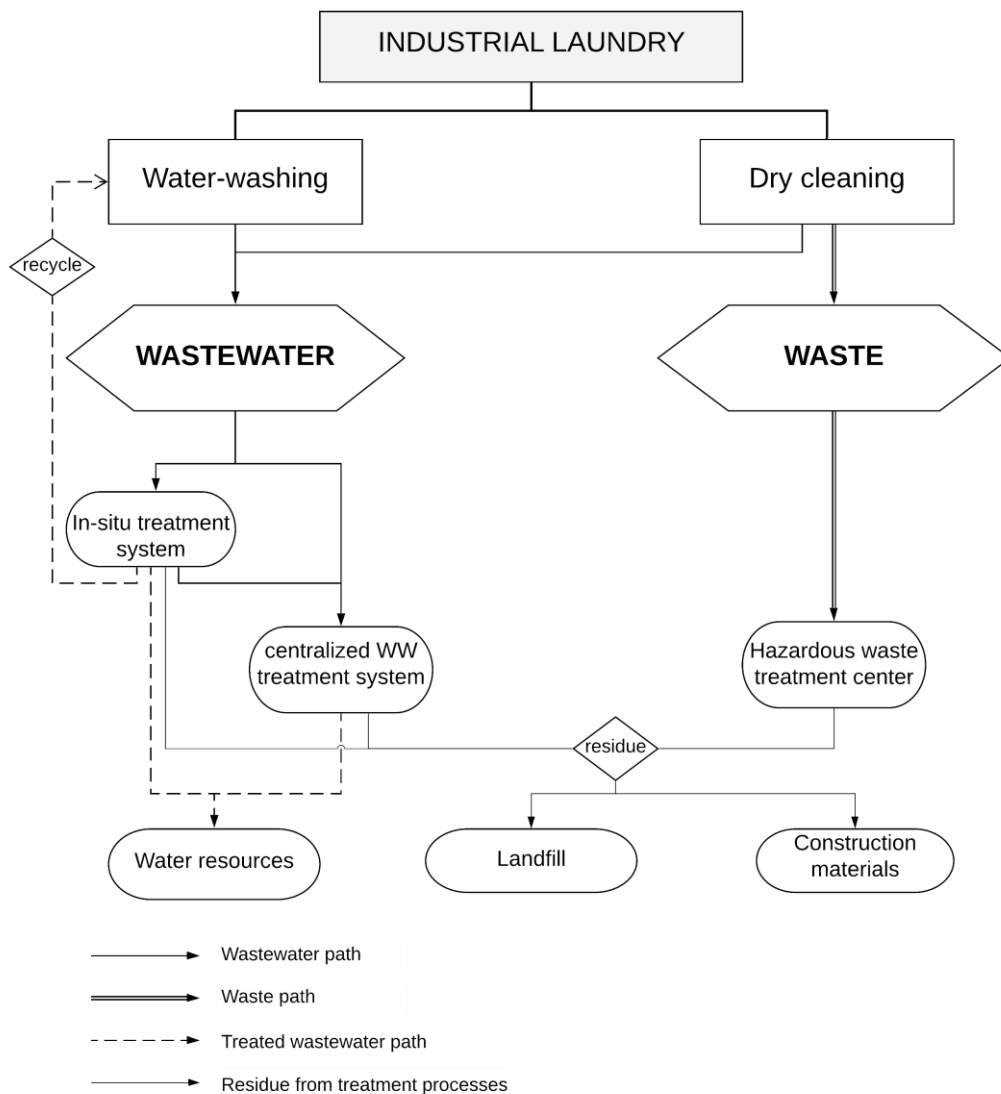 INDUSTRIAL LAUNDRY
Water-washing
Dry cleaning
recycle
WASTEWATER
WASTE
In-situ treatment
system
centralized WW
treatment system
Hazardous waste
treatment center
residue
Water resources
Landfill
Construction
materials
Wastewater path
Waste path
Treated wastewater path
Residue from treatment processes